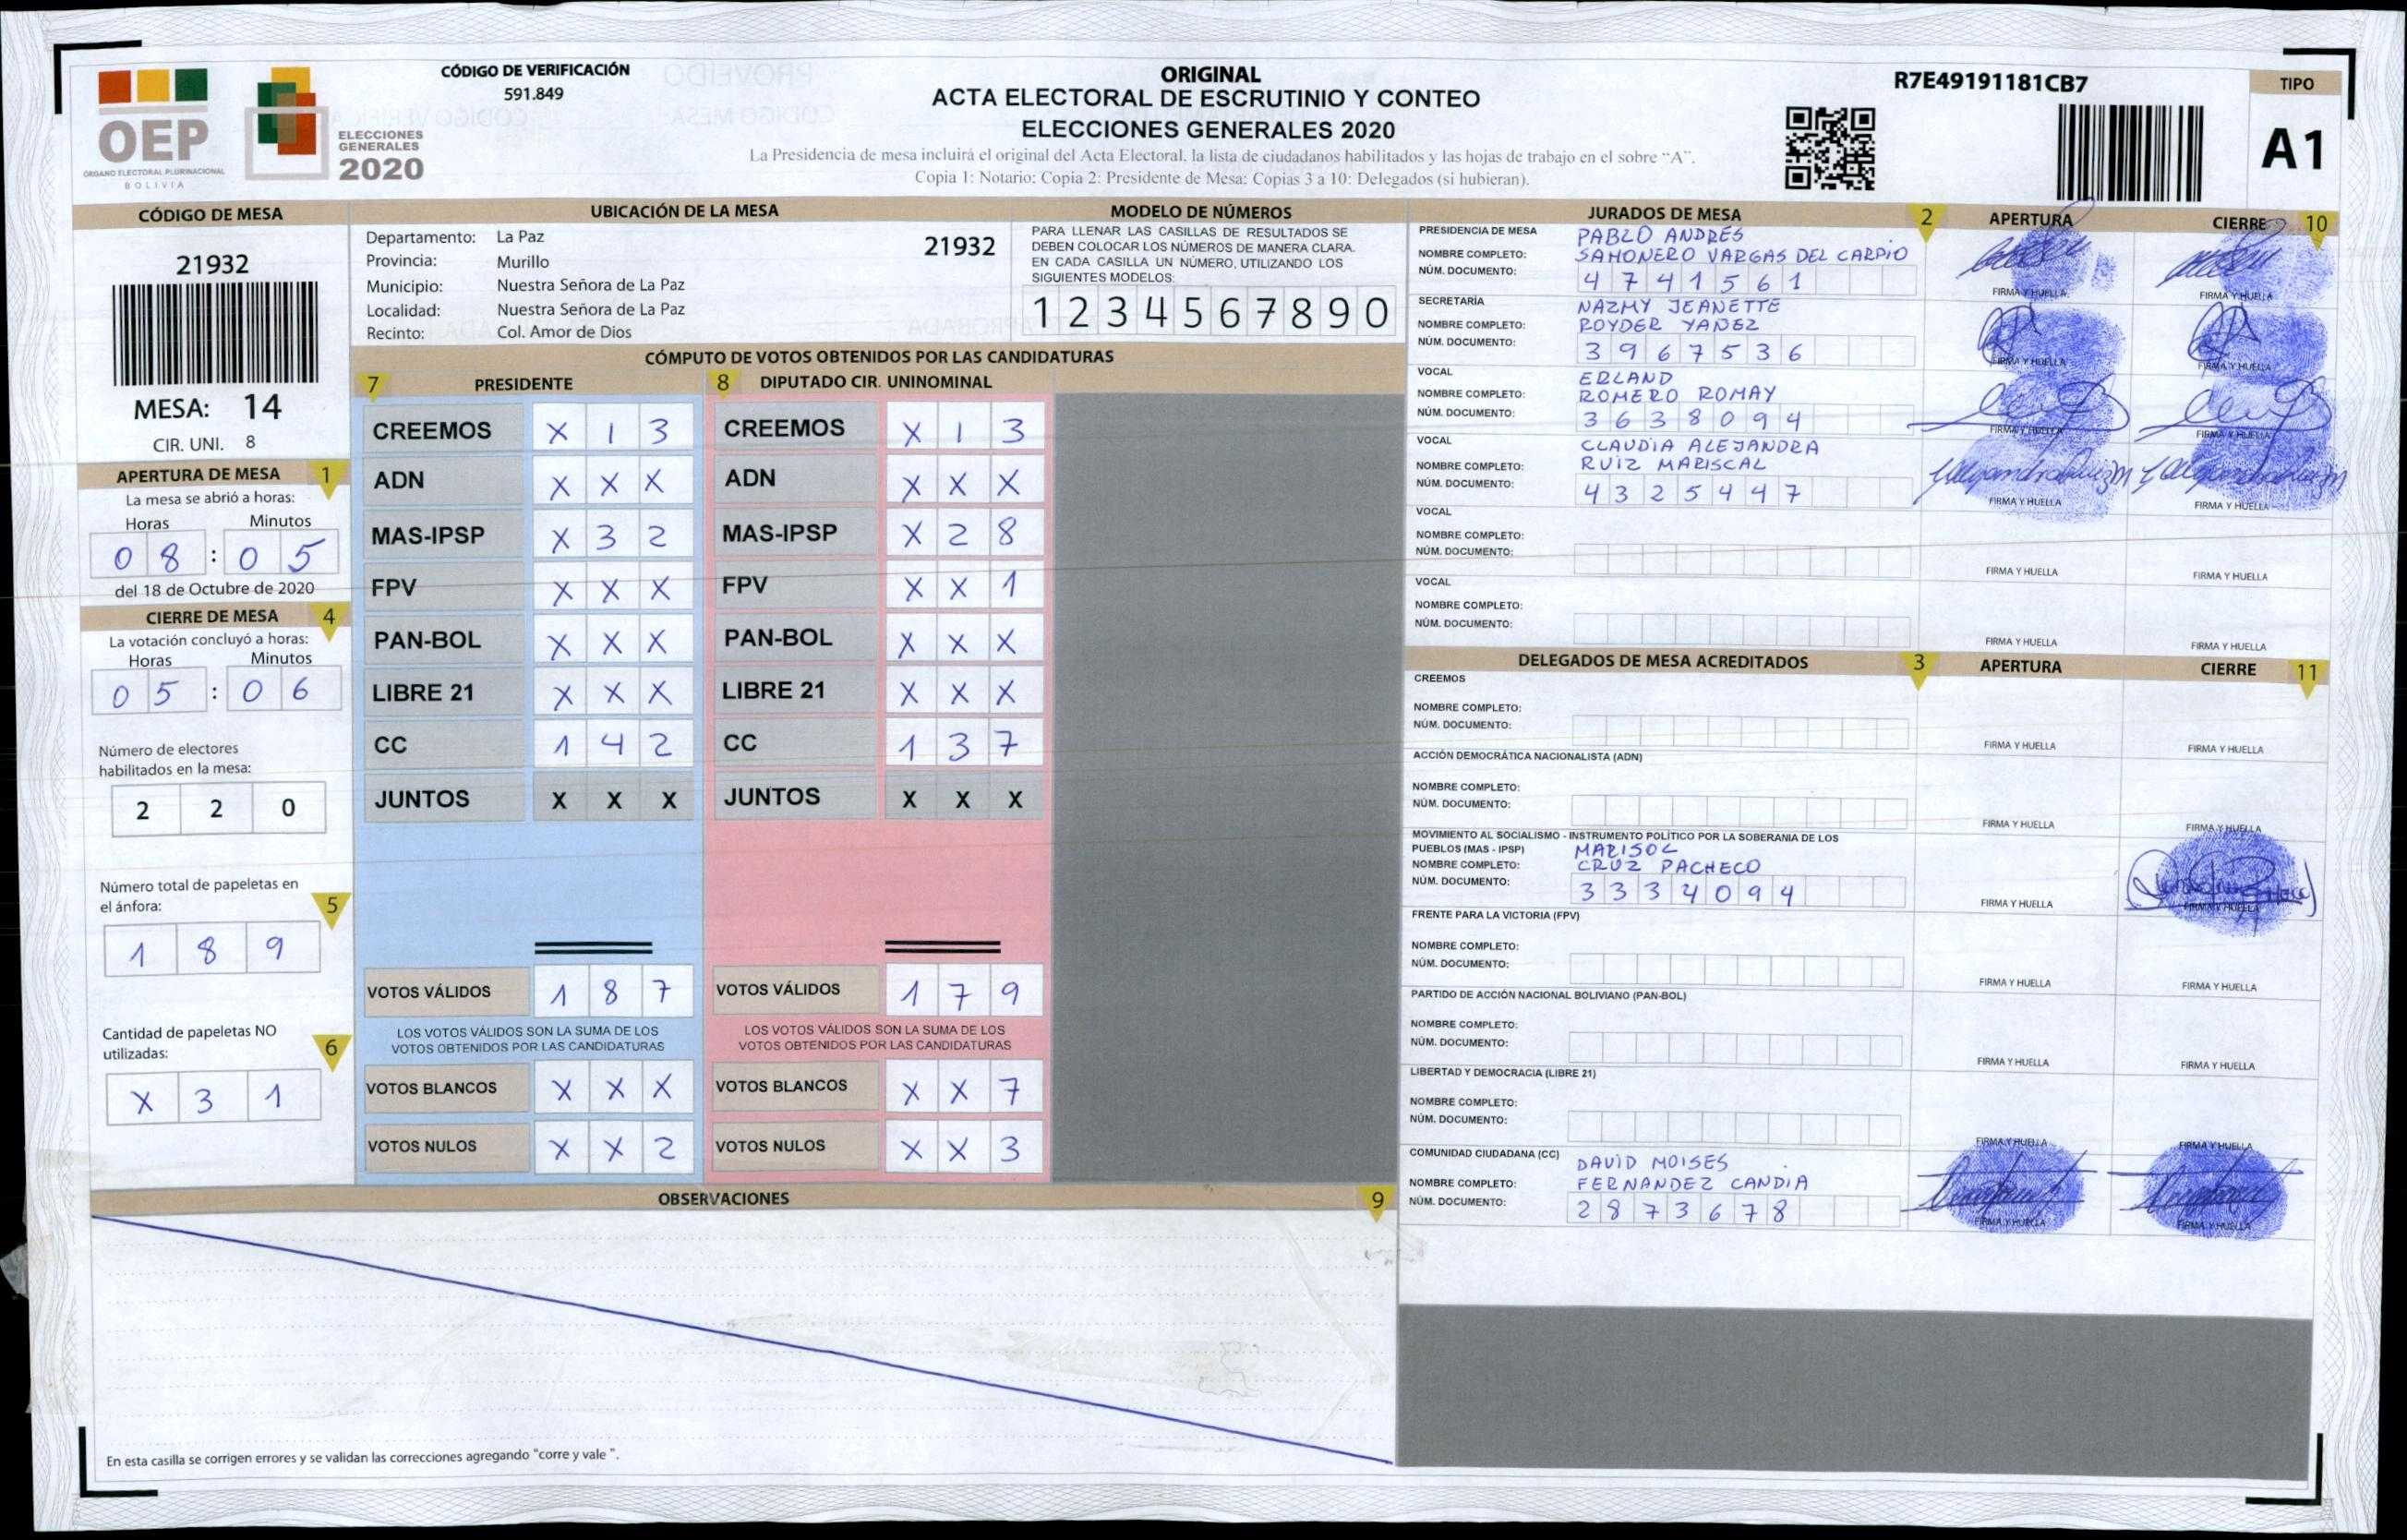 OEP
ÓRGANO ELECTORAL PLURINACIONAL
BOLIVIA
ELECCIONES
GENERALES
2020
CÓDIGO DE VERIFICACIÓN
591.849
ORIGINAL
ACTA ELECTORAL DE ESCRUTINIO Y CONTEO
ELECCIONES GENERALES 2020
La Presidencia de mesa incluirá el original del Acta Electoral, la lista de ciudadanos habilitados y las hojas de trabajo en el sobre "A".
Copia 1: Notario; Copia 2: Presidente de Mesa; Copias 3 a 10: Delegados (si hubieran).
R7E49191181CB7
TIPO
A1
CÓDIGO DE MESA
21932
MESA: 14
CIR. UNI. 8
APERTURA DE MESA 1
La mesa se abrió a horas:
Horas Minutos
0 8 : 0 5
del 18 de Octubre de 2020
CIERRE DE MESA 4
La votación concluyó a horas:
Horas Minutos
0 5 : 0 6
Número de electores
habilitados en la mesa:
2 2 0
Número total de papeletas en
el ánfora: 5
1 8 9
Cantidad de papeletas NO
utilizadas: 6
X 3 1
UBICACIÓN DE LA MESA
Departamento: La Paz 21932
Provincia: Murillo
Municipio: Nuestra Señora de La Paz
Localidad: Nuestra Señora de La Paz
Recinto: Col. Amor de Dios
MODELO DE NÚMEROS
PARA LLENAR LAS CASILLAS DE RESULTADOS SE
DEBEN COLOCAR LOS NÚMEROS DE MANERA CLARA.
EN CADA CASILLA UN NÚMERO, UTILIZANDO LOS
SIGUIENTES MODELOS:
1 2 3 4 5 6 7 8 9 0
CÓMPUTO DE VOTOS OBTENIDOS POR LAS CANDIDATURAS
7 PRESIDENTE 8 DIPUTADO CIR. UNINOMINAL
CREEMOS X 1 3 CREEMOS X 1 3
ADN X X X ADN X X X
MAS-IPSP X 3 2 MAS-IPSP X 2 8
FPV X X X FPV X X 1
PAN-BOL X X X PAN-BOL X X X
LIBRE 21 X X X LIBRE 21 X X X
CC 1 4 2 CC 1 3 7
JUNTOS X X X JUNTOS X X X
VOTOS VÁLIDOS 1 8 7 VOTOS VÁLIDOS 1 7 9
LOS VOTOS VÁLIDOS SON LA SUMA DE LOS LOS VOTOS VÁLIDOS SON LA SUMA DE LOS
VOTOS OBTENIDOS POR LAS CANDIDATURAS VOTOS OBTENIDOS POR LAS CANDIDATURAS
VOTOS BLANCOS X X X VOTOS BLANCOS X X 7
VOTOS NULOS X X 2 VOTOS NULOS X X 3
OBSERVACIONES 9
En esta casilla se corrigen errores y se validan las correcciones agregando "corre y vale ".
JURADOS DE MESA 2 APERTURA CIERRE 10
PRESIDENCIA DE MESA PABLO ANDRES
NOMBRE COMPLETO: SAMONERO VARGAS DEL CARPIO
NÚM. DOCUMENTO: 4 7 4 1 5 6 1
FIRMA Y HUELLA FIRMA Y HUELLA
SECRETARÍA NAZMY JEANETTE
NOMBRE COMPLETO: ROYDER YAÑEZ
NÚM. DOCUMENTO: 3 9 6 7 5 3 6
FIRMA Y HUELLA FIRMA Y HUELLA
VOCAL ERLAND
NOMBRE COMPLETO: ROMERO ROMAY
NÚM. DOCUMENTO: 3 6 3 8 0 9 4
FIRMA Y HUELLA FIRMA Y HUELLA
VOCAL CLAUDIA ALEJANDRA
NOMBRE COMPLETO: RUIZ MARISCAL
NÚM. DOCUMENTO: 4 3 2 5 4 4 7
FIRMA Y HUELLA FIRMA Y HUELLA
VOCAL
NOMBRE COMPLETO:
NÚM. DOCUMENTO:
FIRMA Y HUELLA FIRMA Y HUELLA
VOCAL
NOMBRE COMPLETO:
NÚM. DOCUMENTO:
FIRMA Y HUELLA FIRMA Y HUELLA
DELEGADOS DE MESA ACREDITADOS 3 APERTURA CIERRE 11
CREEMOS
NOMBRE COMPLETO:
NÚM. DOCUMENTO:
FIRMA Y HUELLA FIRMA Y HUELLA
ACCIÓN DEMOCRÁTICA NACIONALISTA (ADN)
NOMBRE COMPLETO:
NÚM. DOCUMENTO:
FIRMA Y HUELLA FIRMA Y HUELLA
MOVIMIENTO AL SOCIALISMO - INSTRUMENTO POLÍTICO POR LA SOBERANIA DE LOS
PUEBLOS (MAS - IPSP) MARISOL
NOMBRE COMPLETO: CRUZ PACHECO
NÚM. DOCUMENTO: 3 3 3 4 0 9 4
FIRMA Y HUELLA FIRMA Y HUELLA
FRENTE PARA LA VICTORIA (FPV)
NOMBRE COMPLETO:
NÚM. DOCUMENTO:
FIRMA Y HUELLA FIRMA Y HUELLA
PARTIDO DE ACCIÓN NACIONAL BOLIVIANO (PAN-BOL)
NOMBRE COMPLETO:
NÚM. DOCUMENTO:
FIRMA Y HUELLA FIRMA Y HUELLA
LIBERTAD Y DEMOCRACIA (LIBRE 21)
NOMBRE COMPLETO:
NÚM. DOCUMENTO:
FIRMA Y HUELLA FIRMA Y HUELLA
COMUNIDAD CIUDADANA (CC) DAVID MOISES
NOMBRE COMPLETO: FERNANDEZ CANDIA
NÚM. DOCUMENTO: 2 8 7 3 6 7 8
FIRMA Y HUELLA FIRMA Y HUELLA